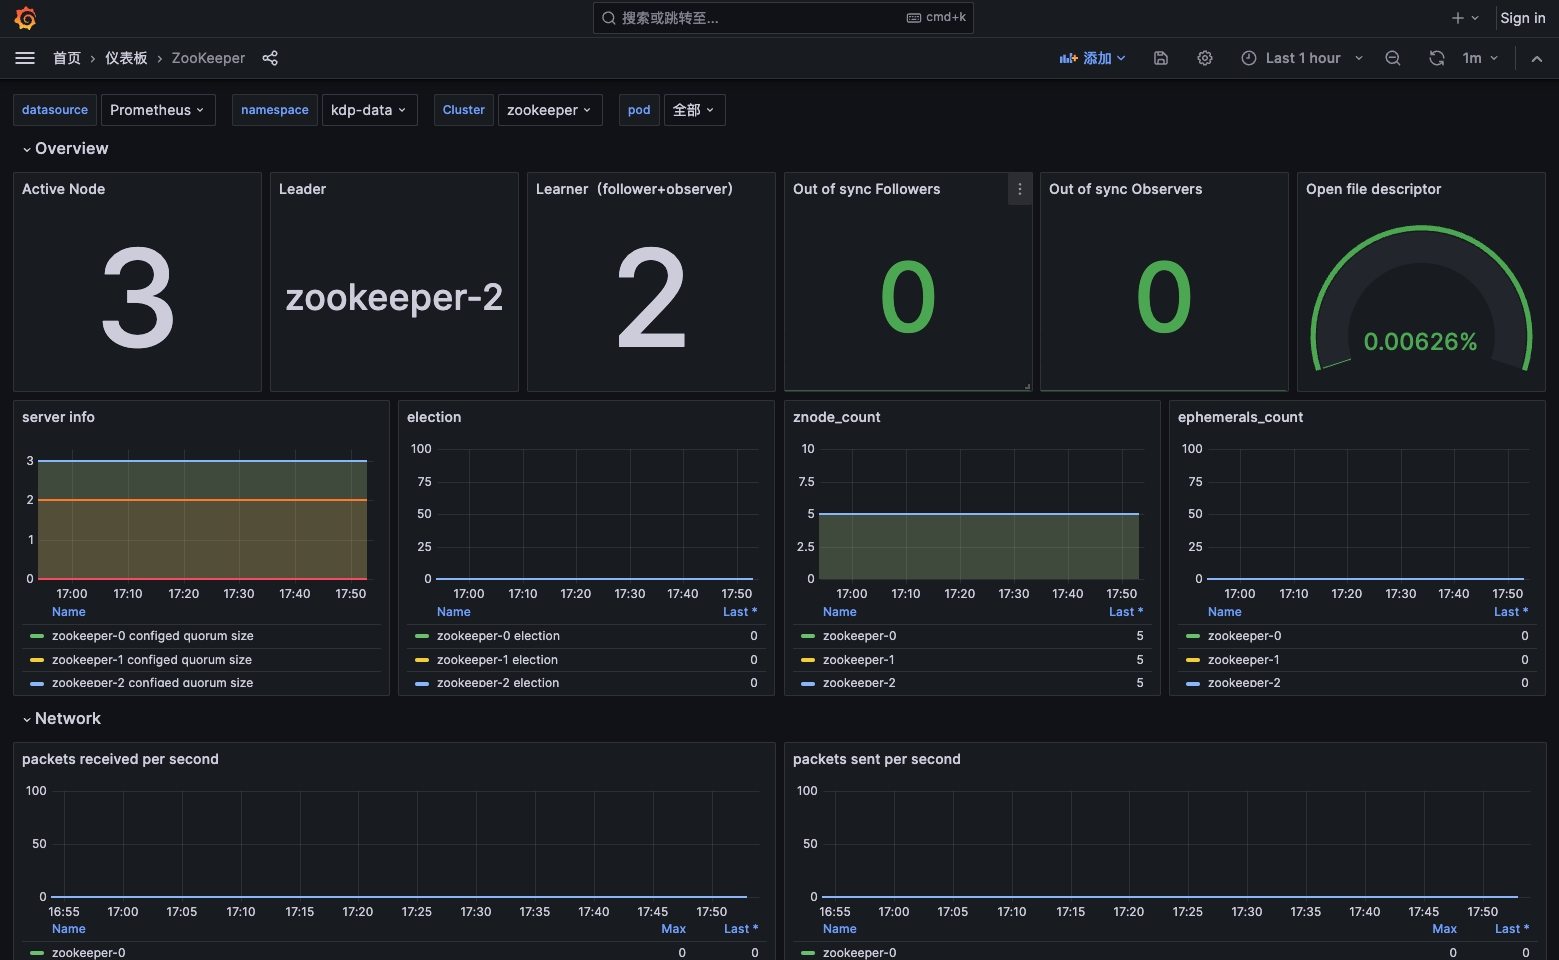 搜索或跳转至...
cmd+k
Sign in
首页 › 仪表板 › ZooKeeper
添加
Last 1 hour
1m
datasource Prometheus namespace kdp-data Cluster zookeeper pod 全部
Overview
Active Node
3
Leader
zookeeper-2
Learner（follower+observer）
2
Out of sync Followers
0
Out of sync Observers
0
Open file descriptor
0.00626%
server info
3
2
1
0
17:00 17:10 17:20 17:30 17:40 17:50
Name
zookeeper-0 configed quorum size
zookeeper-1 configed quorum size
zookeeper-2 configed quorum size
election
100
75
50
25
0
17:00 17:10 17:20 17:30 17:40 17:50
Name Last *
zookeeper-0 election 0
zookeeper-1 election 0
zookeeper-2 election 0
znode_count
10
7.5
5
2.5
0
17:00 17:10 17:20 17:30 17:40 17:50
Name Last *
zookeeper-0 5
zookeeper-1 5
zookeeper-2 5
ephemerals_count
100
75
50
25
0
17:00 17:10 17:20 17:30 17:40 17:50
Name Last *
zookeeper-0 0
zookeeper-1 0
zookeeper-2 0
Network
packets received per second
100
50
0
16:55 17:00 17:05 17:10 17:15 17:20 17:25 17:30 17:35 17:40 17:45 17:50
Name Max Last *
zookeeper-0 0 0
packets sent per second
100
50
0
16:55 17:00 17:05 17:10 17:15 17:20 17:25 17:30 17:35 17:40 17:45 17:50
Name Max Last *
zookeeper-0 0 0